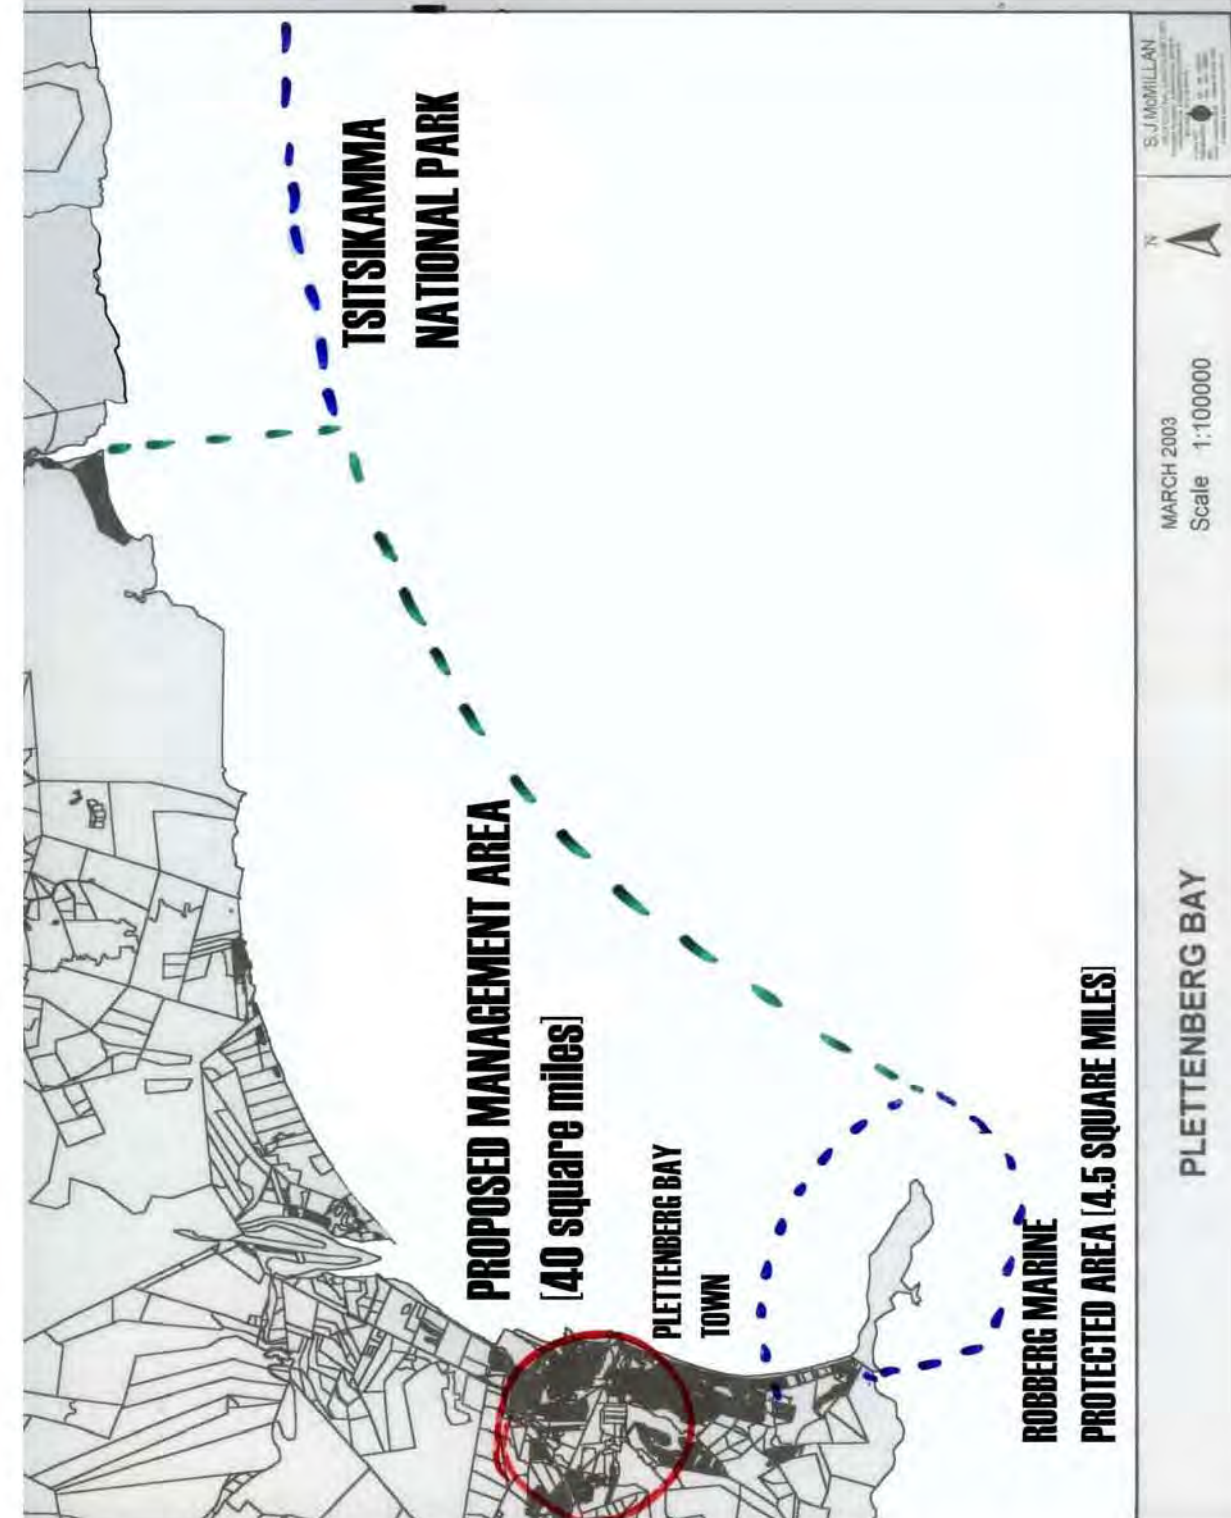 TSITSIKAMMA
NATIONAL PARK
PROPOSED MANAGEMENT AREA
[40 square miles]
PLETTENBERG BAY
TOWN
ROBBERG MARINE
PROTECTED AREA [4.5 SQUARE MILES]
PLETTENBERG BAY
MARCH 2003
Scale 1:100000
N
S J McMILLAN